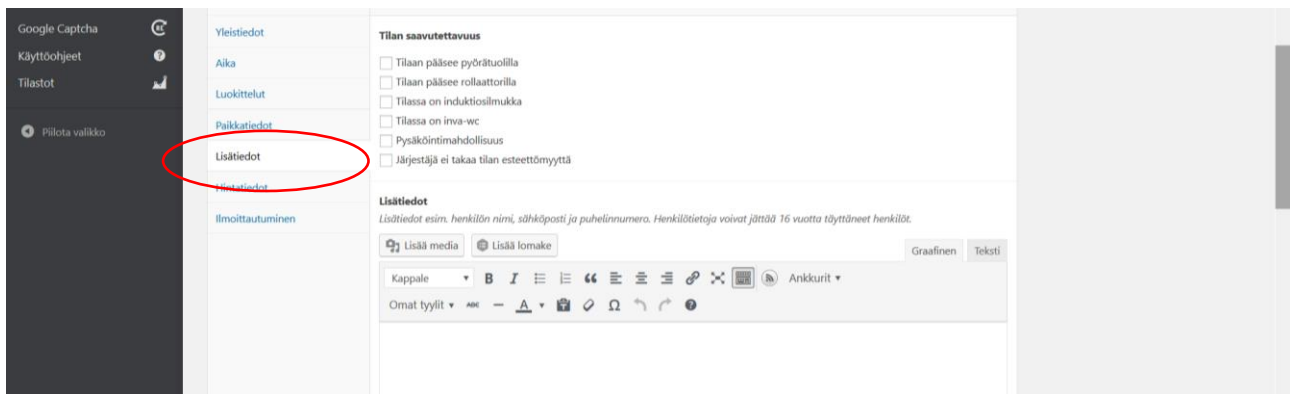 Google Captcha
Käyttöohjeet
Tilastot
Piilota valikko
Yleistiedot
Aika
Luokittelut
Paikkatiedot
Lisätiedot
Hintatiedot
Ilmoittautuminen
Tilan saavutettavuus
Tilaan pääsee pyörätuolilla
Tilaan pääsee rollaattorilla
Tilassa on induktiosilmukka
Tilassa on inva-wc
Pysäköintimahdollisuus
Järjestäjä ei takaa tilan esteettömyyttä
Lisätiedot
Lisätiedot esim. henkilön nimi, sähköposti ja puhelinnumero. Henkilötietoja voivat jättää 16 vuotta täyttäneet henkilöt.
Lisää media Lisää lomake Graafinen Teksti
Kappale B I Ankkurit
Omat tyylit ABC A Ω